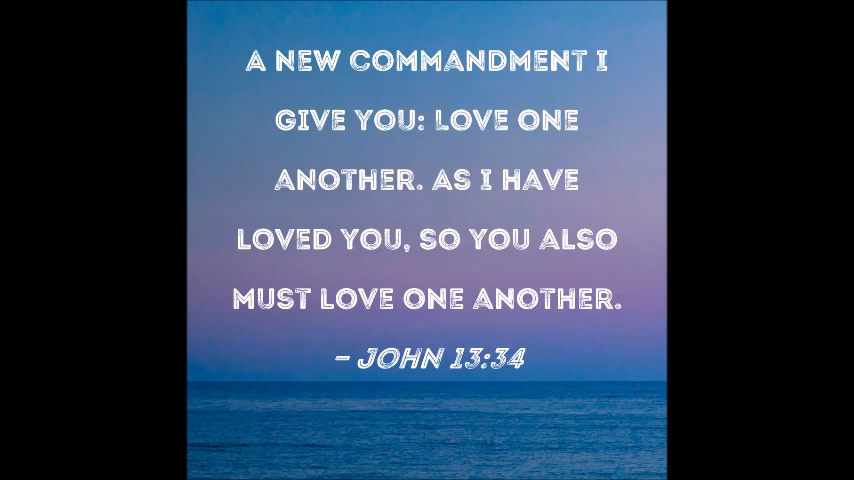 A NEW COMMANDMENT I
GIVE YOU: LOVE ONE
ANOTHER. AS I HAVE
LOVED YOU, SO YOU ALSO
MUST LOVE ONE ANOTHER.
– JOHN 13:34